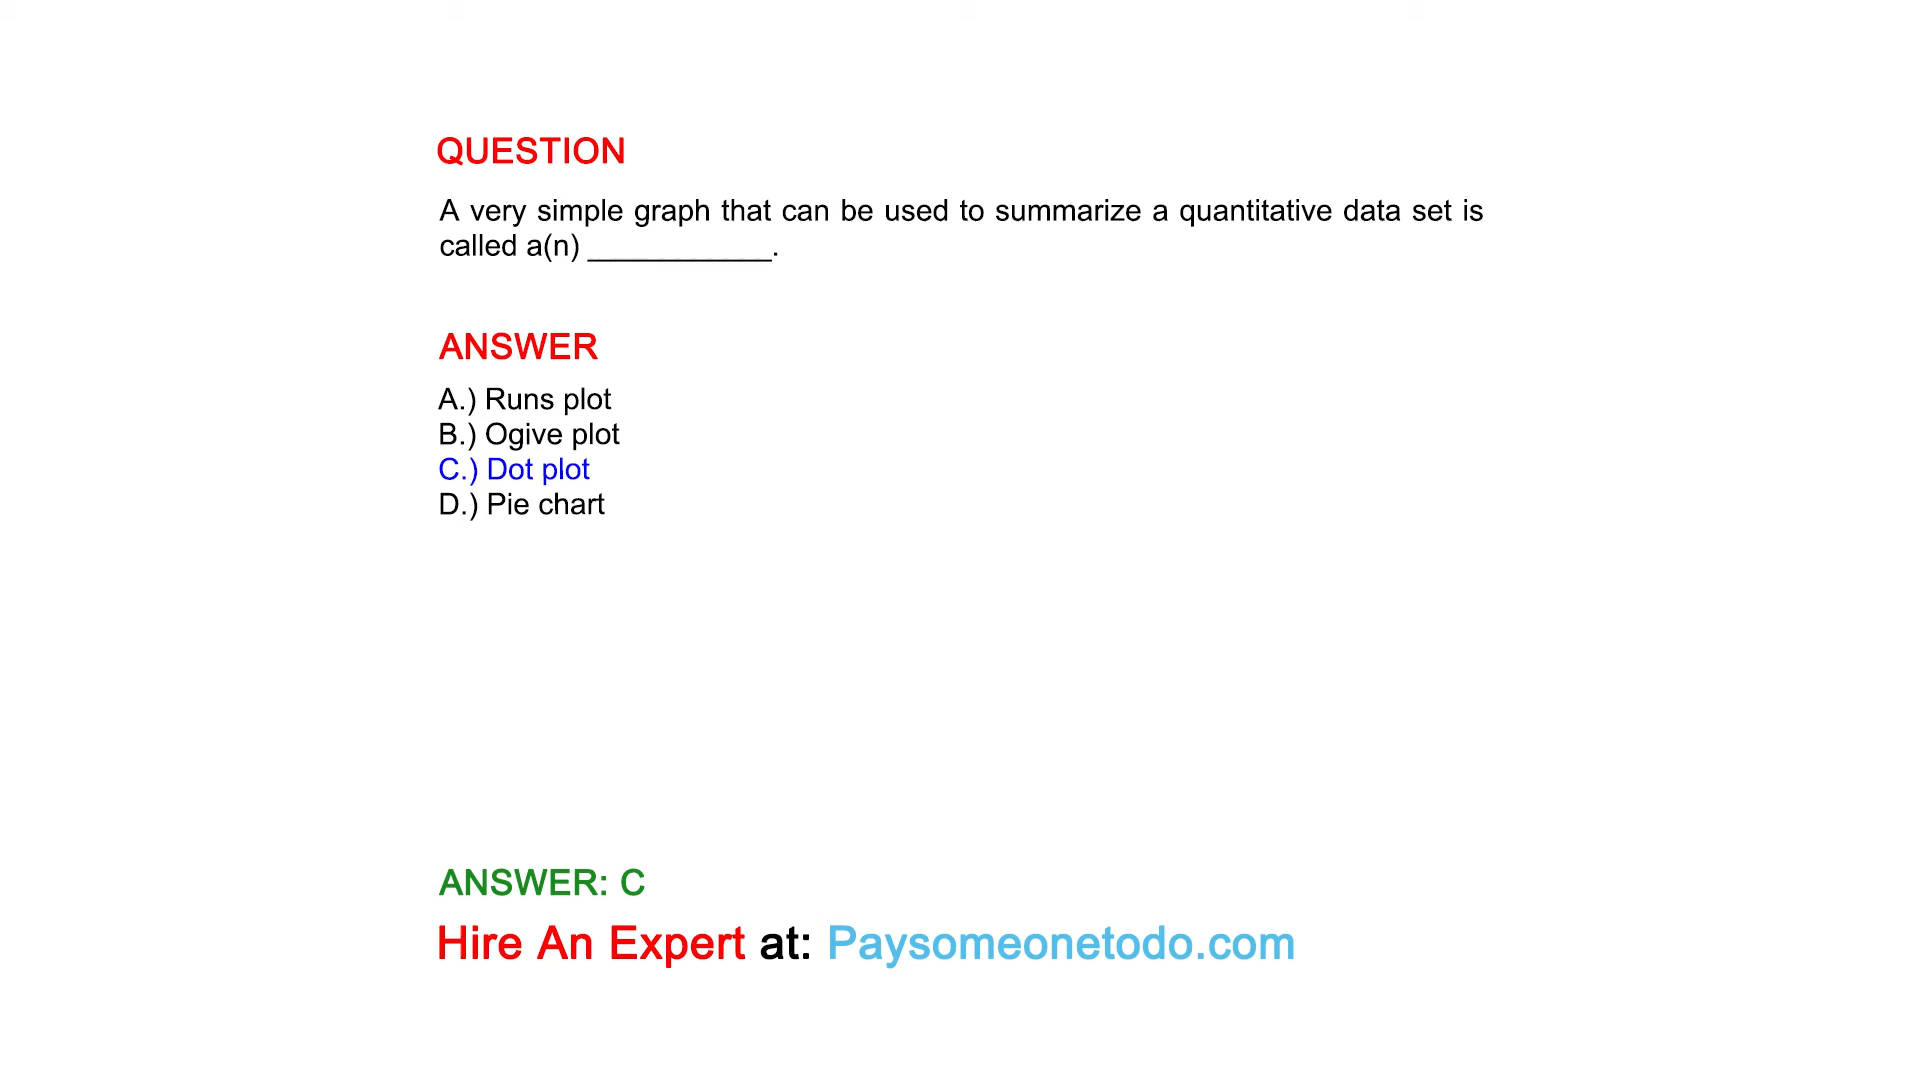 QUESTION
A very simple graph that can be used to summarize a quantitative data set is
called a(n) ___________.
ANSWER
A.) Runs plot
B.) Ogive plot
C.) Dot plot
D.) Pie chart
ANSWER: C
Hire An Expert at: Paysomeonetodo.com